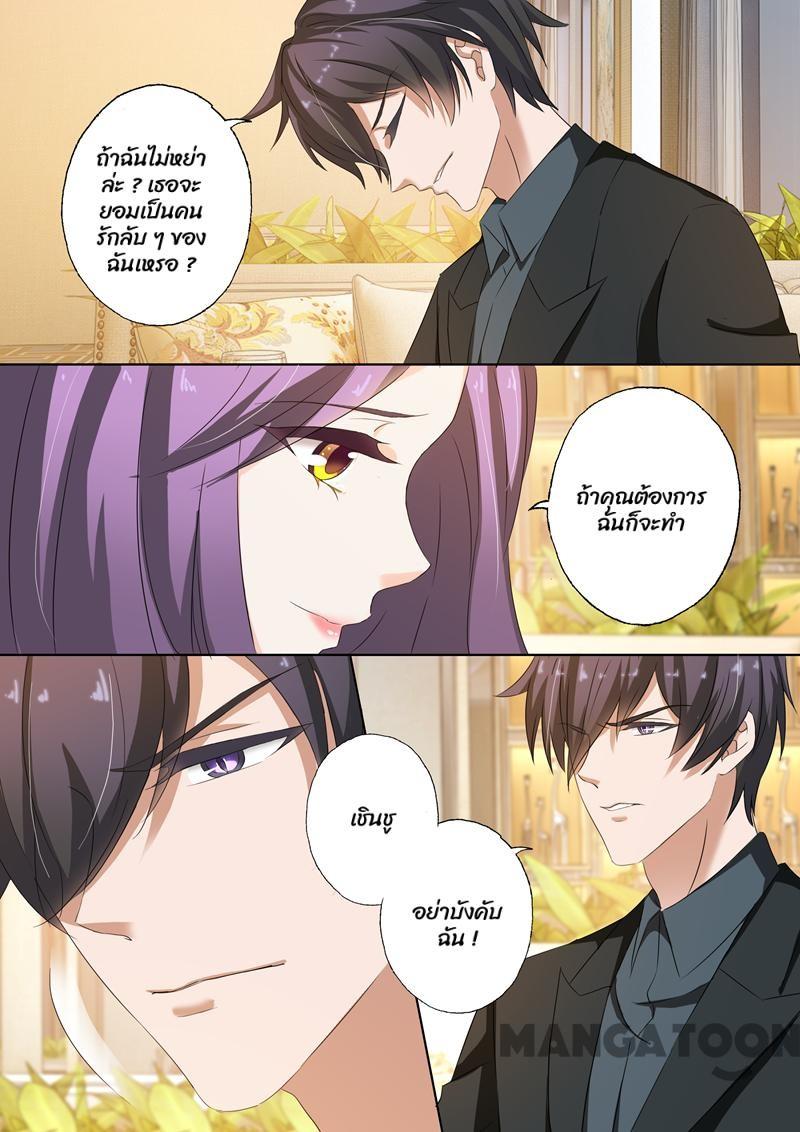 ถ้าฉันไม่หย่า
ล่ะ ? เธอจะ
ยอมเป็นคน
รักลับ ๆ ของ
ฉันเหรอ ?
ถ้าคุณต้องการ
ฉันก็จะทำ
เชินชู
อย่าบังคับ
ฉัน !
MANGATOON